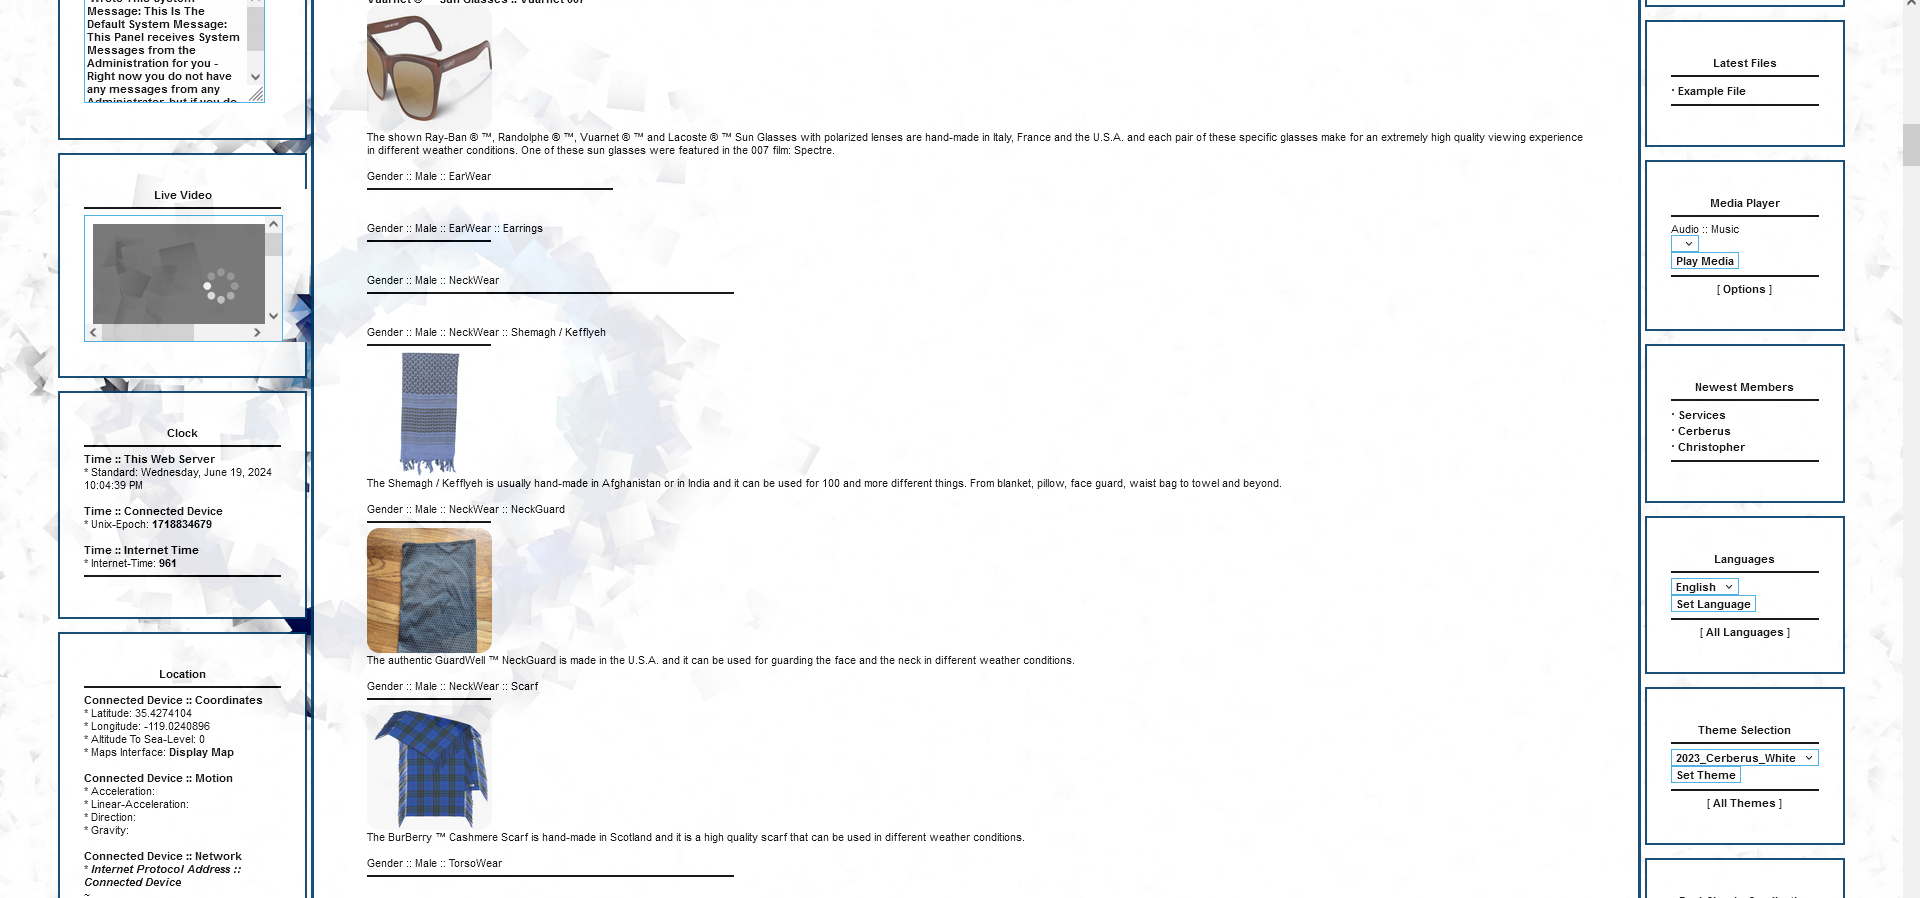 Message: This Is The
Default System Message:
This Panel receives System
Messages from the
Administration for you -
Right now you do not have
any messages from any
Administrator, but if you do
Live Video
Clock
Time :: This Web Server
* Standard: Wednesday, June 19, 2024
10:04:39 PM
Time :: Connected Device
* Unix-Epoch: 1718834679
Time :: Internet Time
* Internet-Time: 961
Location
Connected Device :: Coordinates
* Latitude: 35.4274104
* Longitude: -119.0240896
* Altitude To Sea-Level: 0
* Maps Interface: Display Map
Connected Device :: Motion
* Acceleration:
* Linear-Acceleration:
* Direction:
* Gravity:
Connected Device :: Network
* Internet Protocol Address ::
Connected Device
~
Vuarnet ® ™ Sun Glasses :: Vuarnet 007
The shown Ray-Ban ® ™, Randolphe ® ™, Vuarnet ® ™ and Lacoste ® ™ Sun Glasses with polarized lenses are hand-made in Italy, France and the U.S.A. and each pair of these specific glasses make for an extremely high quality viewing experience
in different weather conditions. One of these sun glasses were featured in the 007 film: Spectre.
Gender :: Male :: EarWear
Gender :: Male :: EarWear :: Earrings
Gender :: Male :: NeckWear
Gender :: Male :: NeckWear :: Shemagh / Kefflyeh
The Shemagh / Kefflyeh is usually hand-made in Afghanistan or in India and it can be used for 100 and more different things. From blanket, pillow, face guard, waist bag to towel and beyond.
Gender :: Male :: NeckWear :: NeckGuard
The authentic GuardWell ™ NeckGuard is made in the U.S.A. and it can be used for guarding the face and the neck in different weather conditions.
Gender :: Male :: NeckWear :: Scarf
The BurBerry ™ Cashmere Scarf is hand-made in Scotland and it is a high quality scarf that can be used in different weather conditions.
Gender :: Male :: TorsoWear
Latest Files
· Example File
Media Player
Audio :: Music
Play Media
[ Options ]
Newest Members
· Services
· Cerberus
· Christopher
Languages
English
Set Language
[ All Languages ]
Theme Selection
2023_Cerberus_White
Set Theme
[ All Themes ]